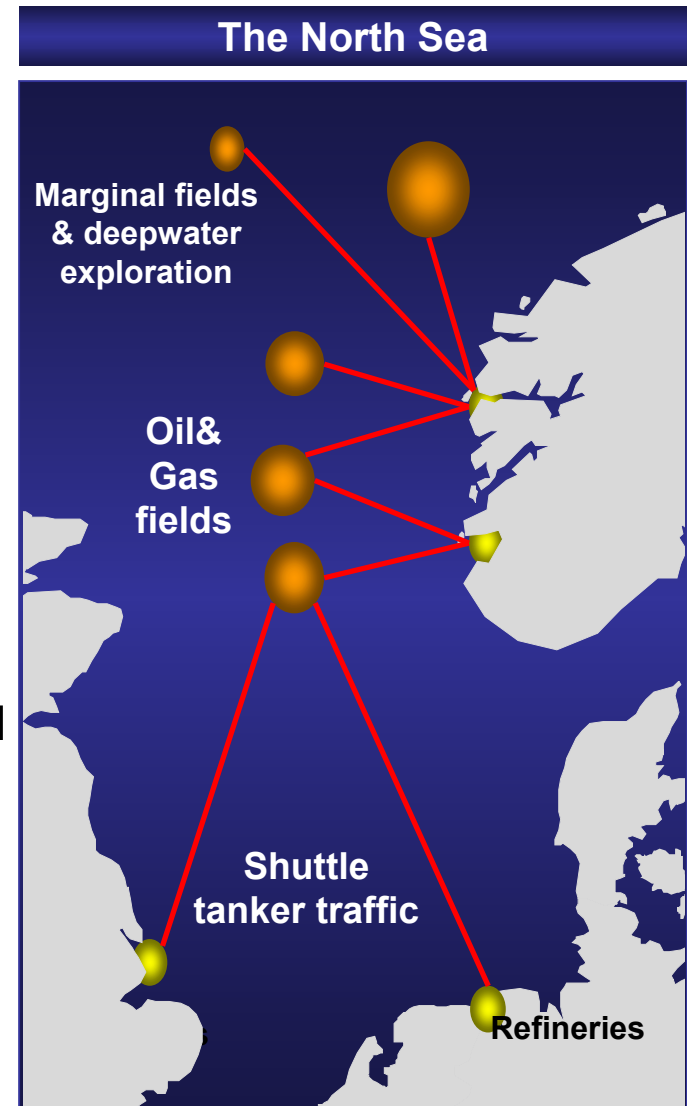 The North Sea
Marginal fields
& deepwater
exploration
Oil&
Gas
fields
Shuttle
tanker traffic
Refineries